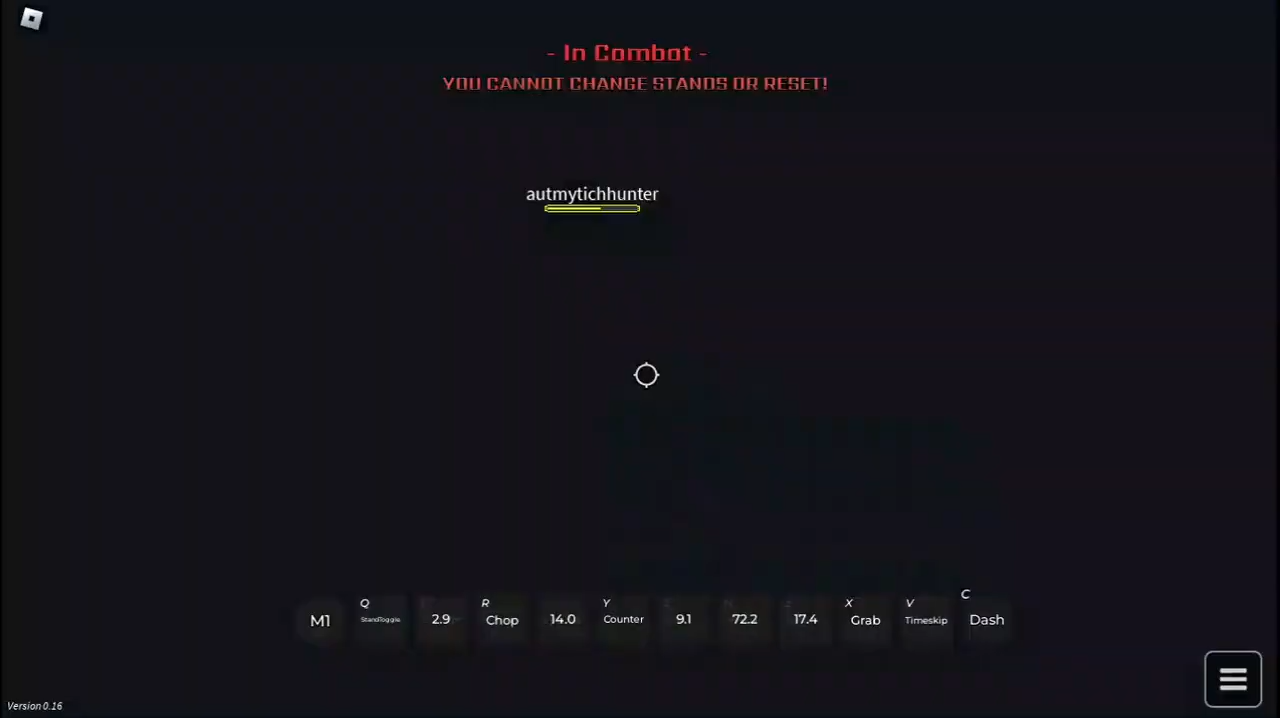 - In Combat -
YOU CANNOT CHANGE STANDS OR RESET!
autmytichhunter
Q
R
Y
X
V
C
M1
StandToggle
2.9
Chop
14.0
Counter
9.1
72.2
17.4
Grab
Timeskip
Dash
Version 0.16